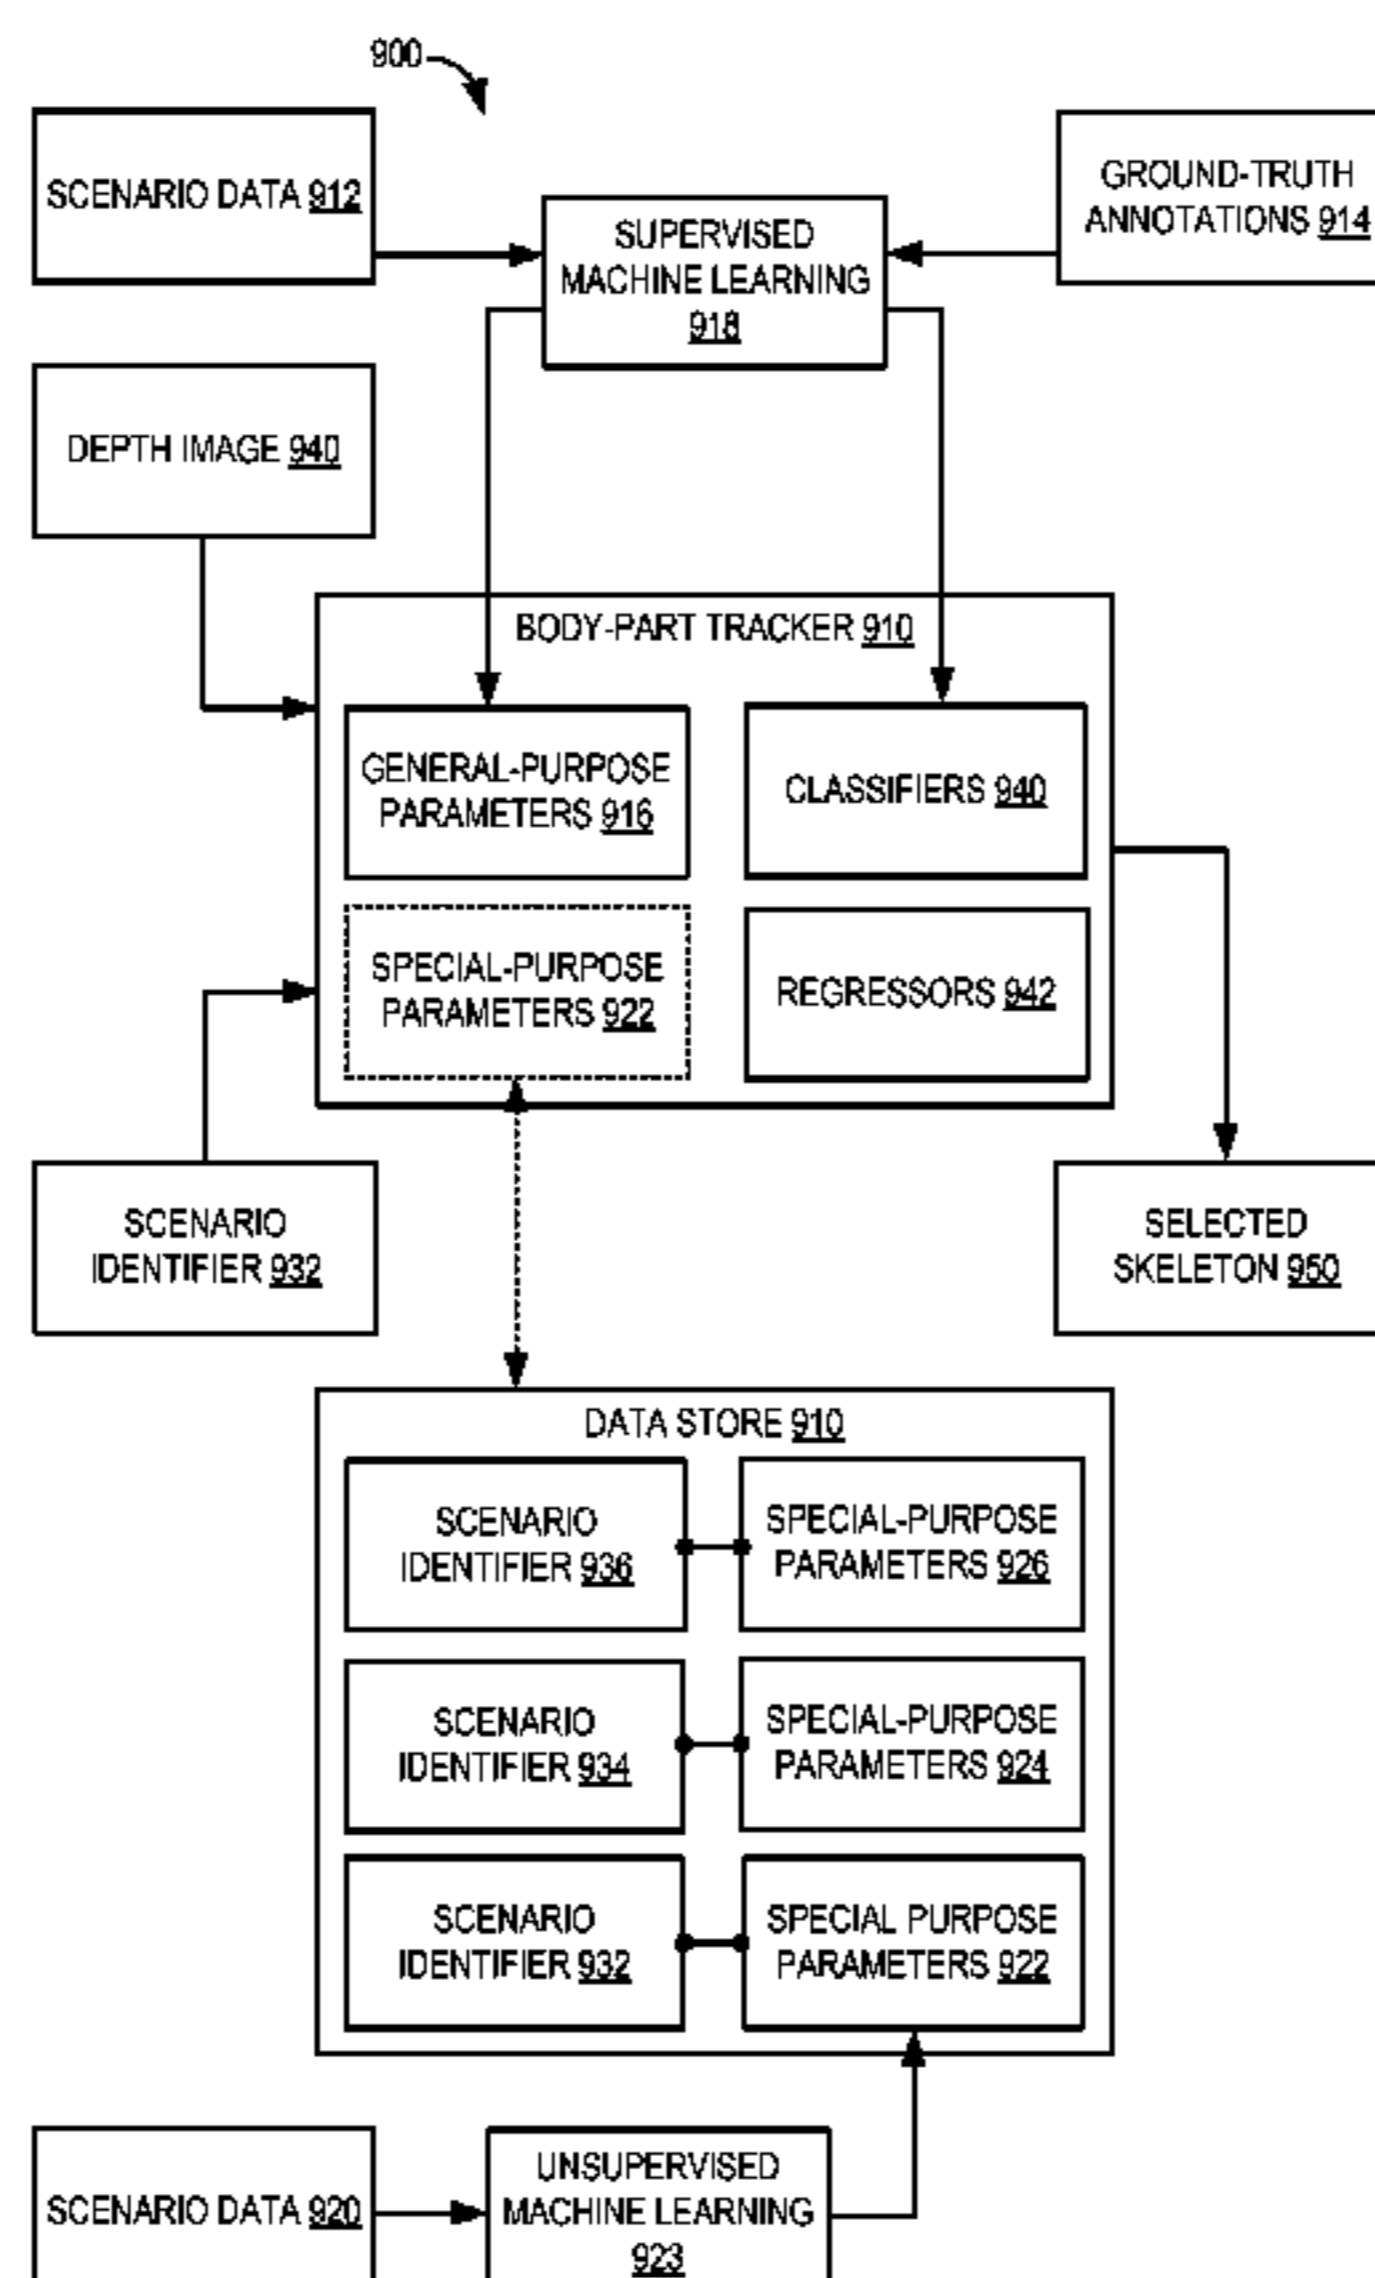 900
SCENARIO DATA 912
GROUND-TRUTH
ANNOTATIONS 914
SUPERVISED
MACHINE LEARNING
918
DEPTH IMAGE 940
BODY-PART TRACKER 910
GENERAL-PURPOSE
PARAMETERS 916
CLASSIFIERS 940
SPECIAL-PURPOSE
PARAMETERS 922
REGRESSORS 942
SCENARIO
IDENTIFIER 932
SELECTED
SKELETON 950
DATA STORE 910
SCENARIO
IDENTIFIER 936
SPECIAL-PURPOSE
PARAMETERS 926
SCENARIO
IDENTIFIER 934
SPECIAL-PURPOSE
PARAMETERS 924
SCENARIO
IDENTIFIER 932
SPECIAL PURPOSE
PARAMETERS 922
SCENARIO DATA 920
UNSUPERVISED
MACHINE LEARNING
923